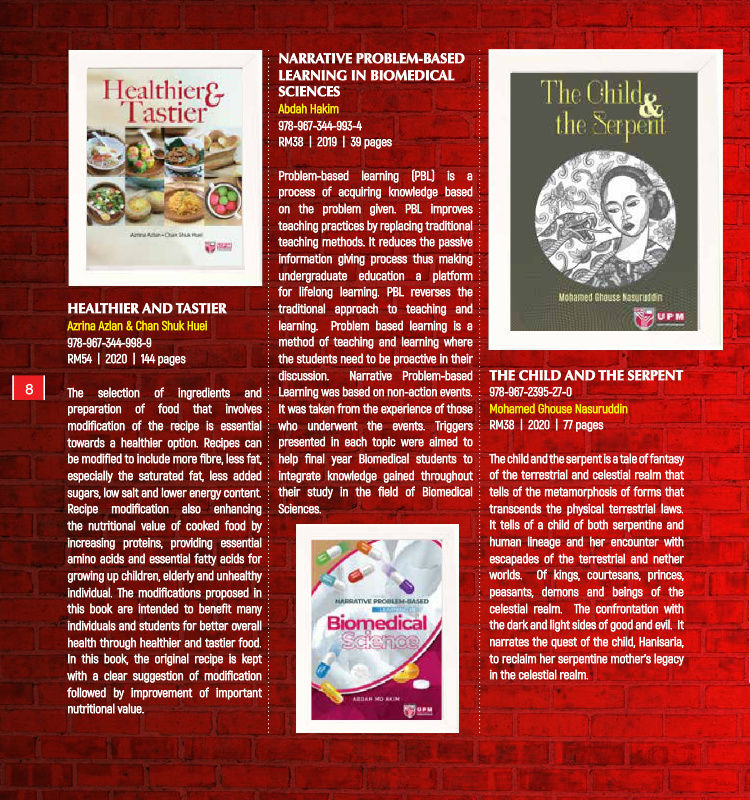 Healthier &
Tastier
Azrina Azlan • Chan Shuk Huei
HEALTHIER AND TASTIER
Azrina Azlan & Chan Shuk Huei
978-967-344-998-9
RM54 | 2020 | 144 pages
8
The selection of ingredients and
preparation of food that involves
modification of the recipe is essential
towards a healthier option. Recipes can
be modified to include more fibre, less fat,
especially the saturated fat, less added
sugars, low salt and lower energy content.
Recipe modification also enhancing
the nutritional value of cooked food by
increasing proteins, providing essential
amino acids and essential fatty acids for
growing up children, elderly and unhealthy
individual. The modifications proposed in
this book are intended to benefit many
individuals and students for better overall
health through healthier and tastier food.
In this book, the original recipe is kept
with a clear suggestion of modification
followed by improvement of important
nutritional value.
NARRATIVE PROBLEM-BASED
LEARNING IN BIOMEDICAL
SCIENCES
Abdah Hakim
978-967-344-993-4
RM38 | 2019 | 39 pages
Problem-based learning (PBL) is a
process of acquiring knowledge based
on the problem given. PBL improves
teaching practices by replacing traditional
teaching methods. It reduces the passive
information giving process thus making
undergraduate education a platform
for lifelong learning. PBL reverses the
traditional approach to teaching and
learning. Problem based learning is a
method of teaching and learning where
the students need to be proactive in their
discussion. Narrative Problem-based
Learning was based on non-action events.
It was taken from the experience of those
who underwent the events. Triggers
presented in each topic were aimed to
help final year Biomedical students to
integrate knowledge gained throughout
their study in the field of Biomedical
Sciences.
NARRATIVE PROBLEM-BASED
Biomedical
Science
ABDAH MD AKIM
UPM
The Child
&
the Serpent
Mohamed Ghouse Nasuruddin
UPM
THE CHILD AND THE SERPENT
978-967-2395-27-0
Mohamed Ghouse Nasuruddin
RM38 | 2020 | 77 pages
The child and the serpent is a tale of fantasy
of the terrestrial and celestial realm that
tells of the metamorphosis of forms that
transcends the physical terrestrial laws.
It tells of a child of both serpentine and
human lineage and her encounter with
escapades of the terrestrial and nether
worlds. Of kings, courtesans, princes,
peasants, demons and beings of the
celestial realm. The confrontation with
the dark and light sides of good and evil. It
narrates the quest of the child, Hanisaria,
to reclaim her serpentine mother's legacy
in the celestial realm.